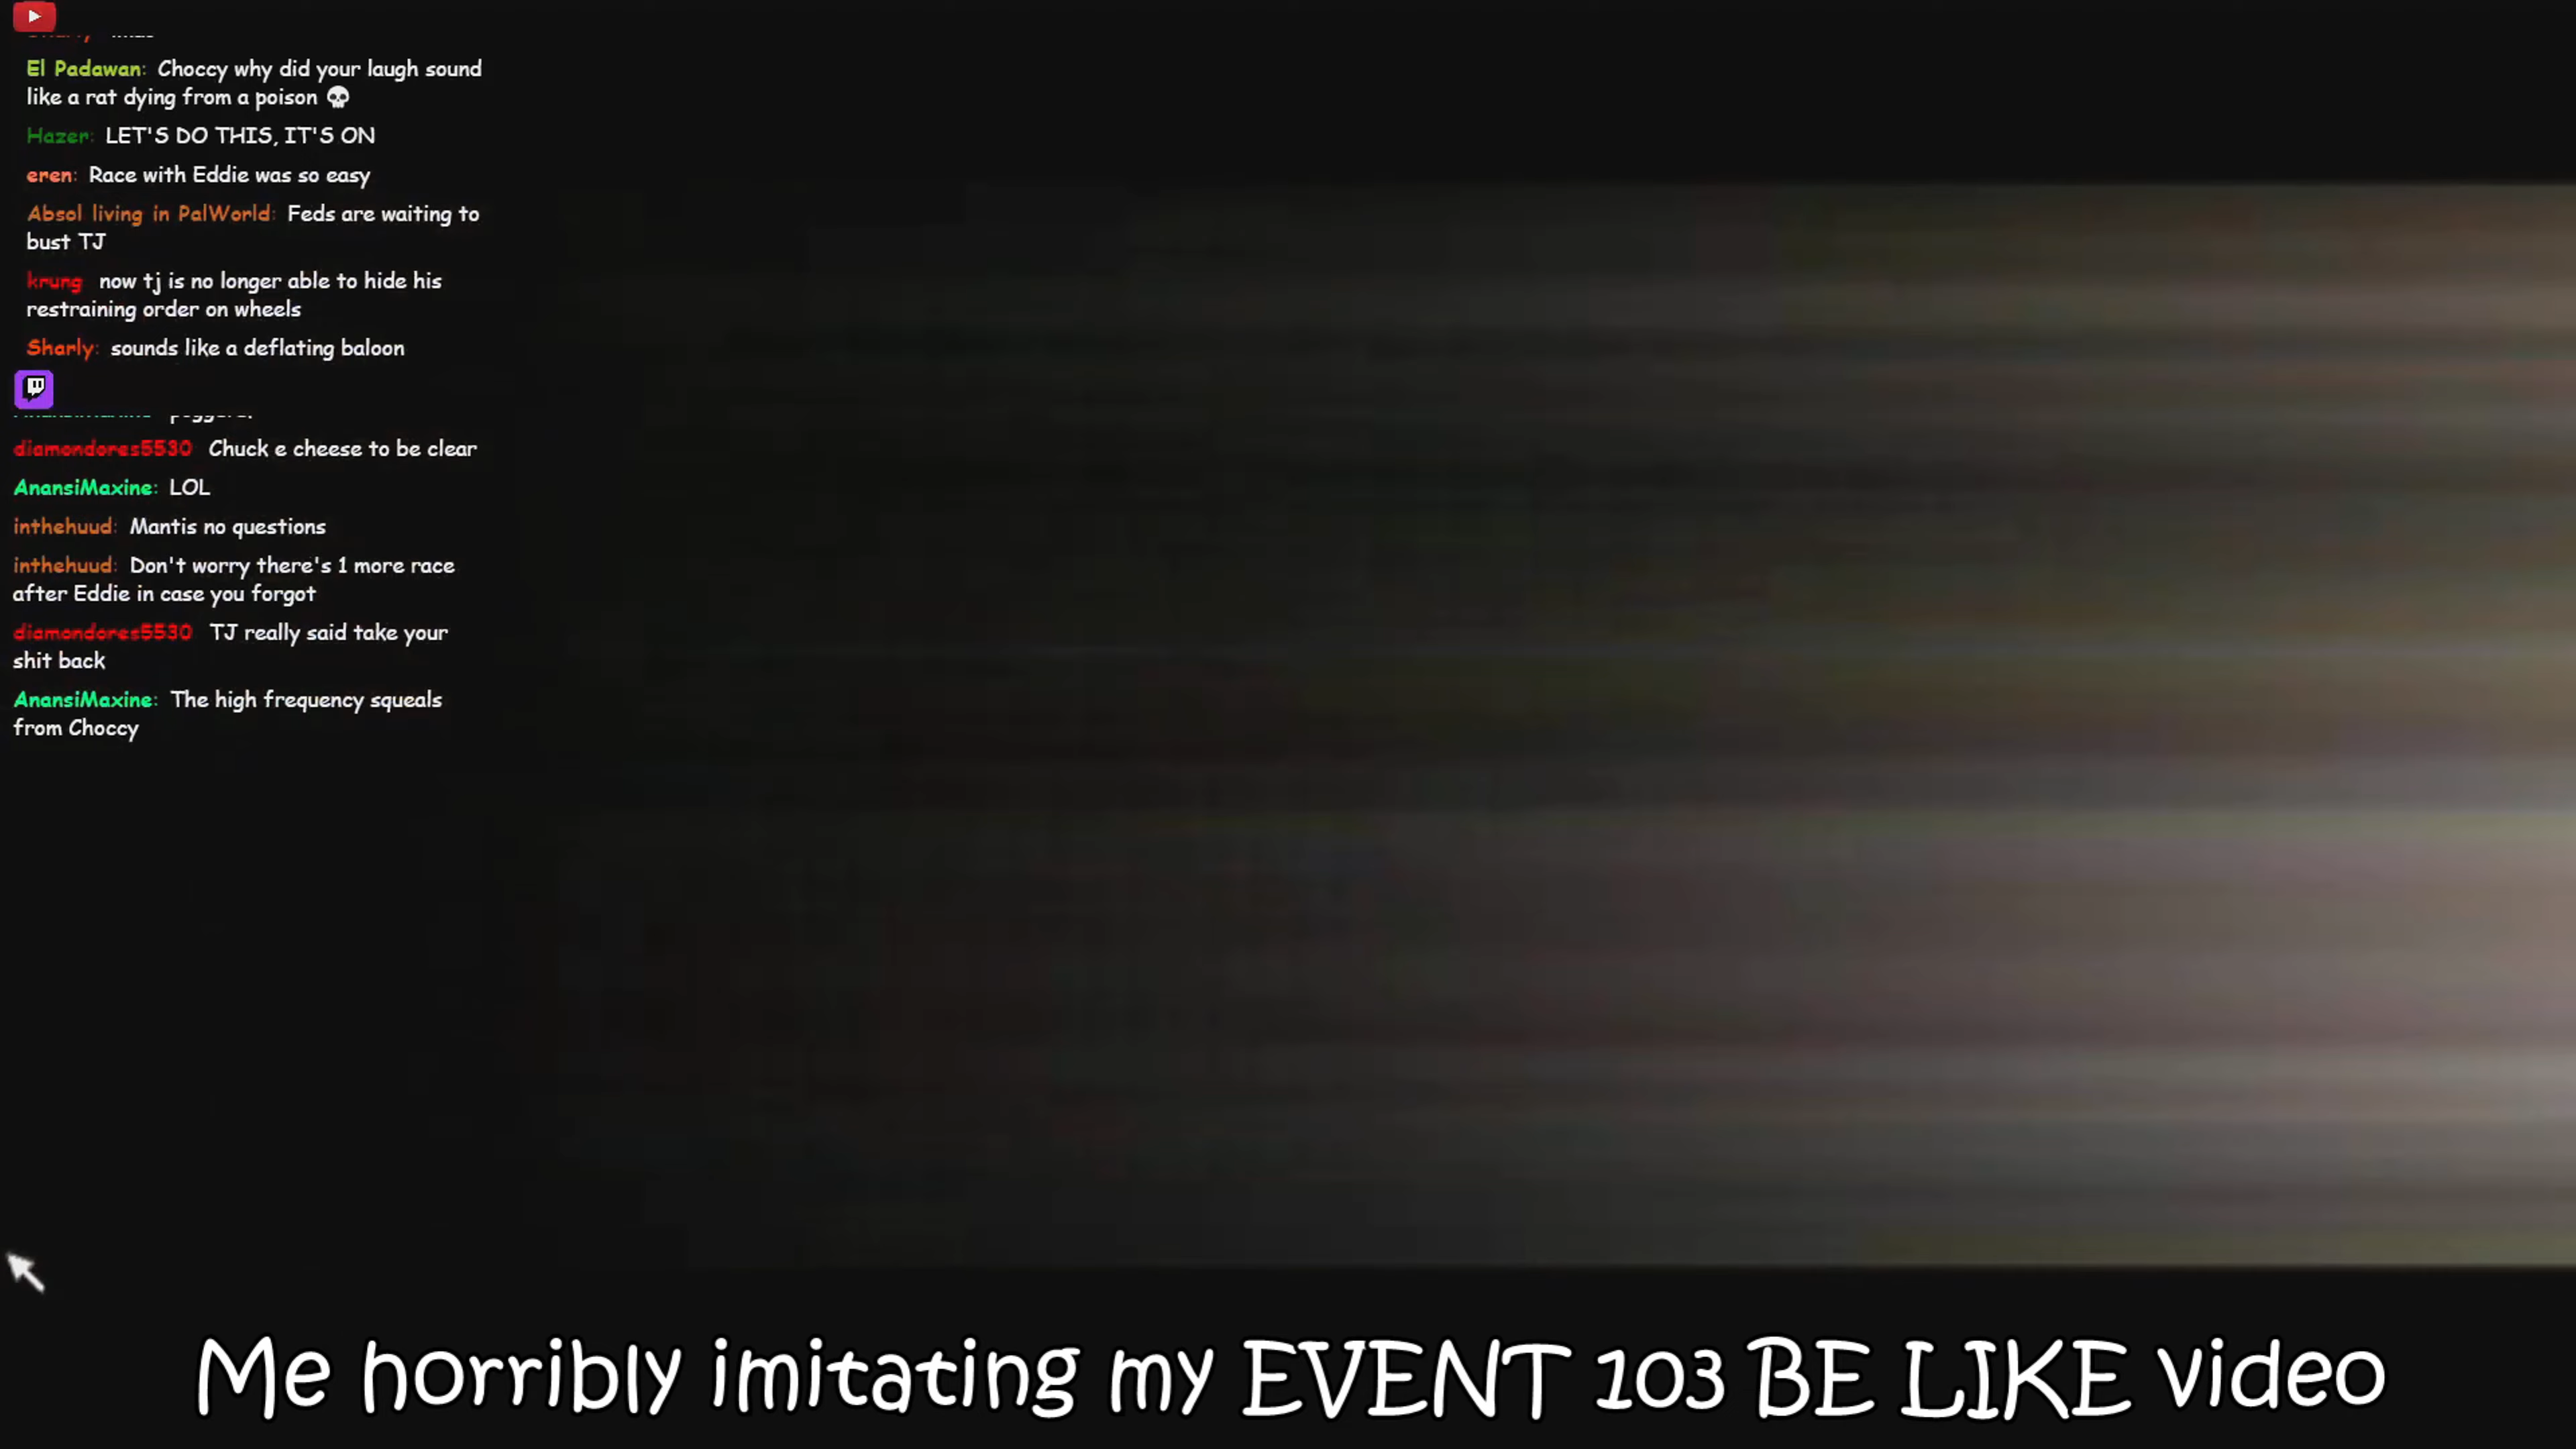 El Padawan: Choccy why did your laugh sound
like a rat dying from a poison 💀
Hazer: LET'S DO THIS, IT'S ON
eren: Race with Eddie was so easy
Absol living in PalWorld: Feds are waiting to
bust TJ
krung now tj is no longer able to hide his
restraining order on wheels
Sharly: sounds like a deflating baloon
diamondores5530 Chuck e cheese to be clear
AnansiMaxine: LOL
inthehuud: Mantis no questions
inthehuud: Don't worry there's 1 more race
after Eddie in case you forgot
diamondores5530 TJ really said take your
shit back
AnansiMaxine: The high frequency squeals
from Choccy
Me horribly imitating my EVENT 103 BE LIKE video